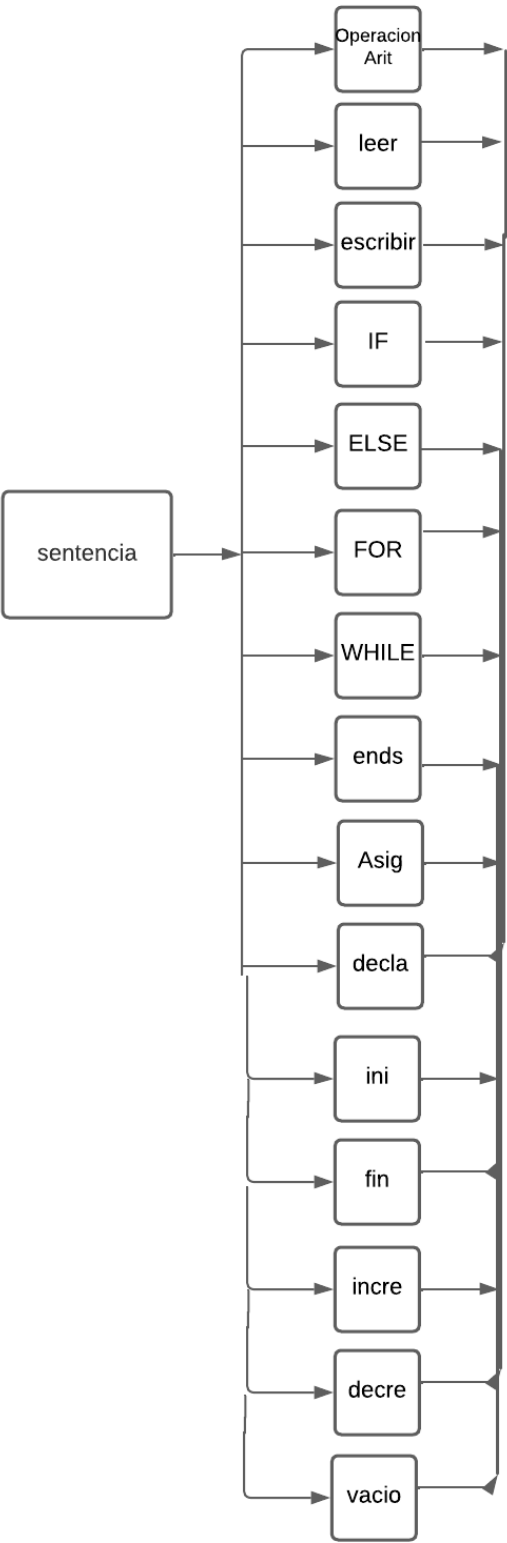 Operacion
Arit
leer
escribir
IF
ELSE
sentencia
FOR
WHILE
ends
Asig
decla
ini
fin
incre
decre
vacio